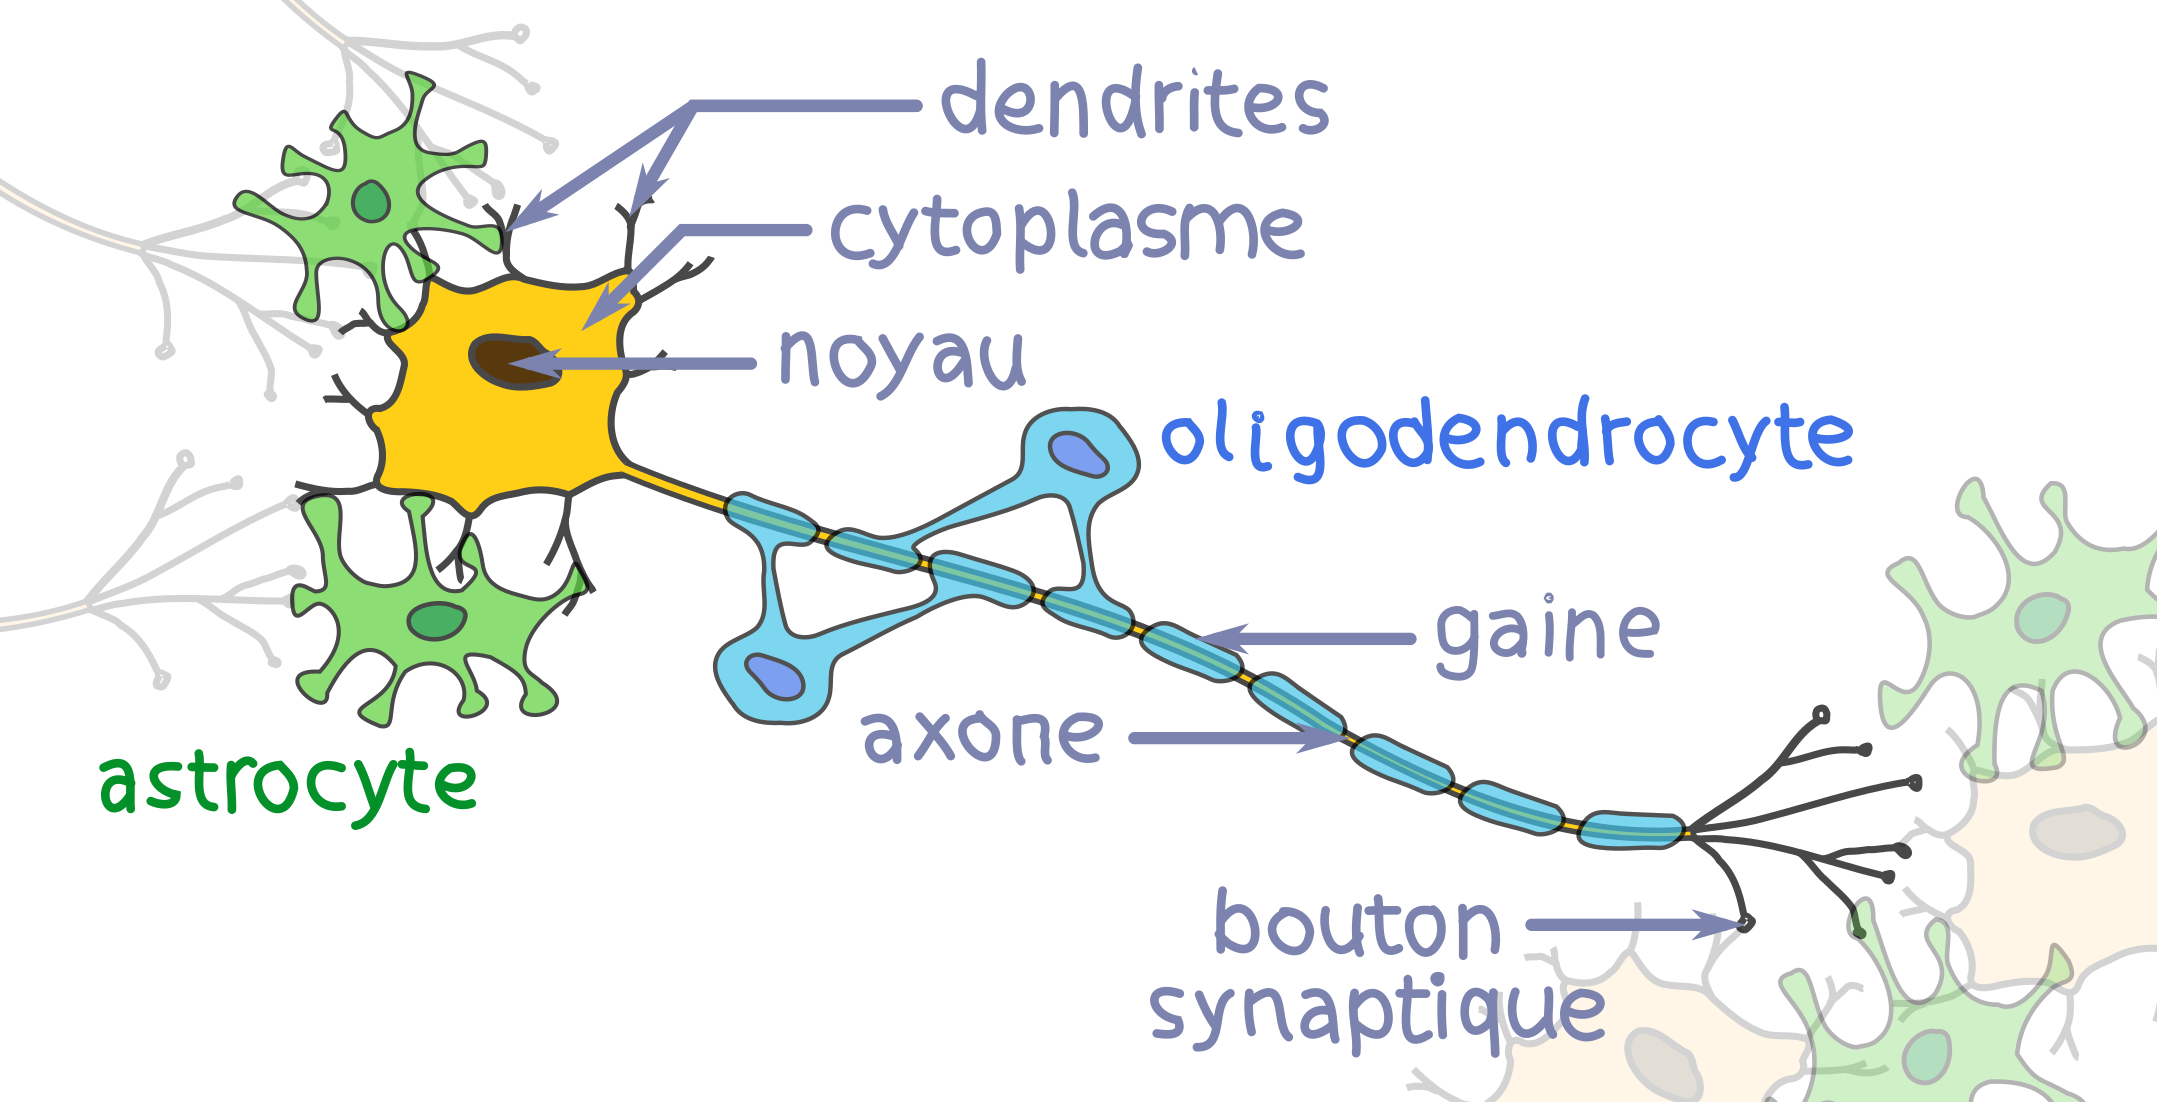 dendrites
cytoplasme
noyau
oligodendrocyte
gaine
axone
astrocyte
bouton
synaptique